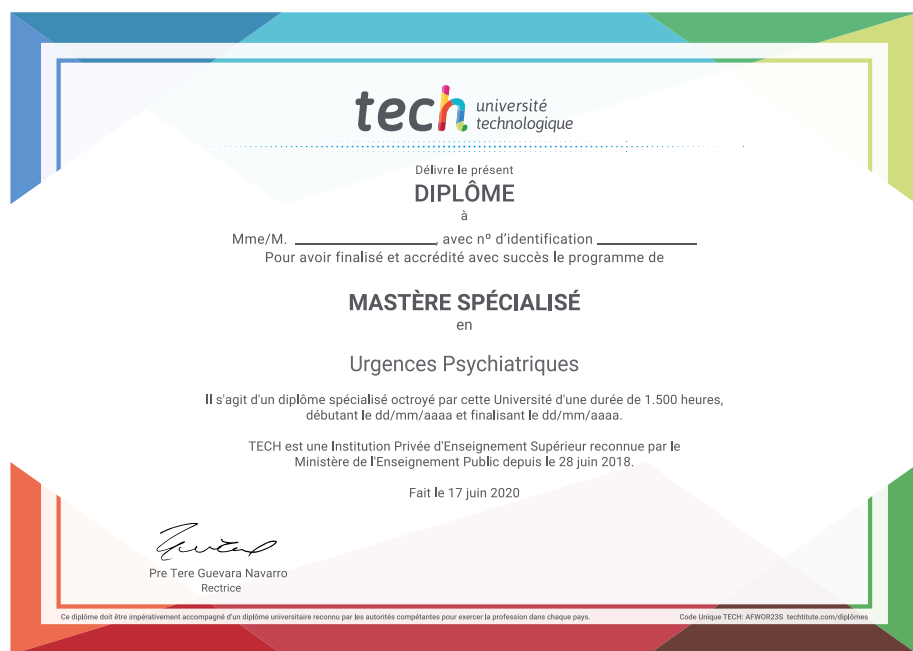 tech université
technologique
Délivre le présent
DIPLÔME
à
Mme/M. ____________, avec nº d'identification ____________
Pour avoir finalisé et accrédité avec succès le programme de
MASTÈRE SPÉCIALISÉ
en
Urgences Psychiatriques
Il s'agit d'un diplôme spécialisé octroyé par cette Université d'une durée de 1.500 heures,
débutant le dd/mm/aaaa et finalisant le dd/mm/aaaa.
TECH est une Institution Privée d'Enseignement Supérieur reconnue par le
Ministère de l'Enseignement Public depuis le 28 juin 2018.
Fait le 17 juin 2020
Pre Tere Guevara Navarro
Rectrice
Ce diplôme doit être impérativement accompagné d'un diplôme universitaire reconnu par les autorités compétentes pour exercer la profession dans chaque pays. Code Unique TECH: AFWOR23S techtitute.com/diplômes